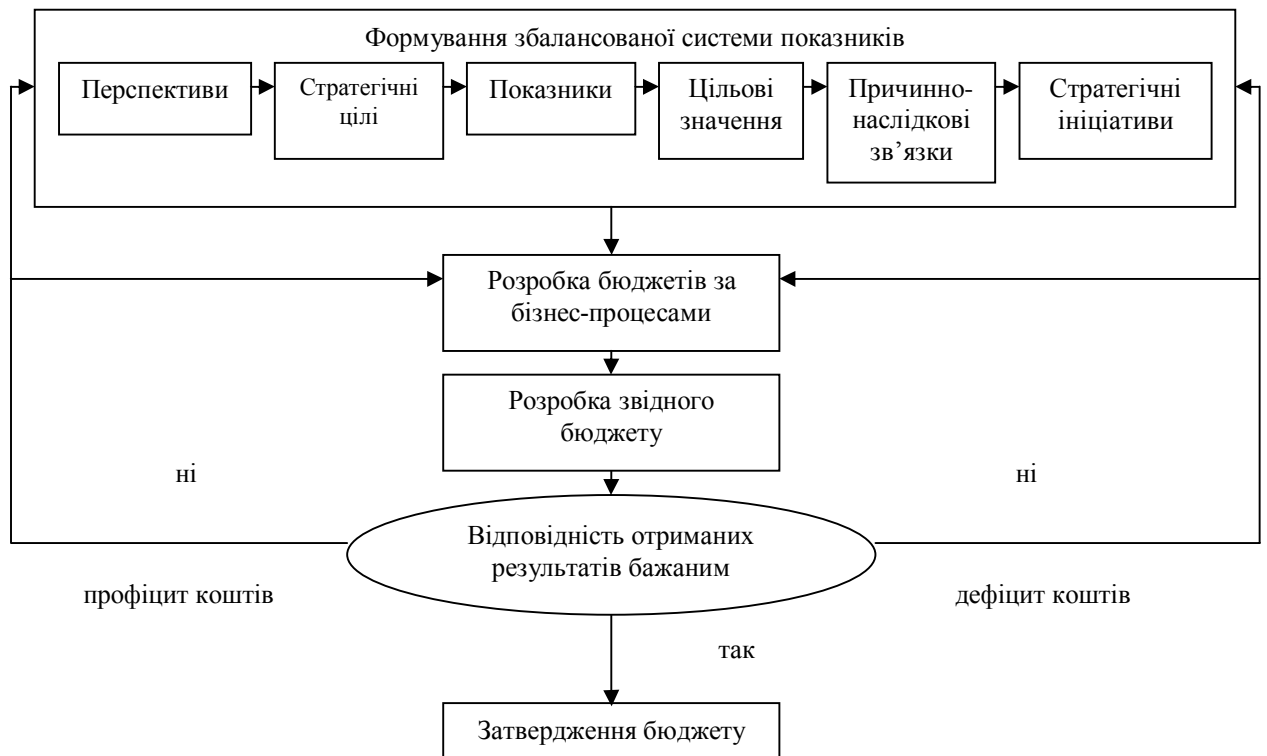 Формування збалансованої системи показників
Перспективи
Стратегічні
цілі
Показники
Цільові
значення
Причинно-
наслідкові
зв’язки
Стратегічні
ініціативи
Розробка бюджетів за
бізнес-процесами
Розробка звідного
бюджету
ні
ні
Відповідність отриманих
результатів бажаним
профіцит коштів
дефіцит коштів
так
Затвердження бюджету